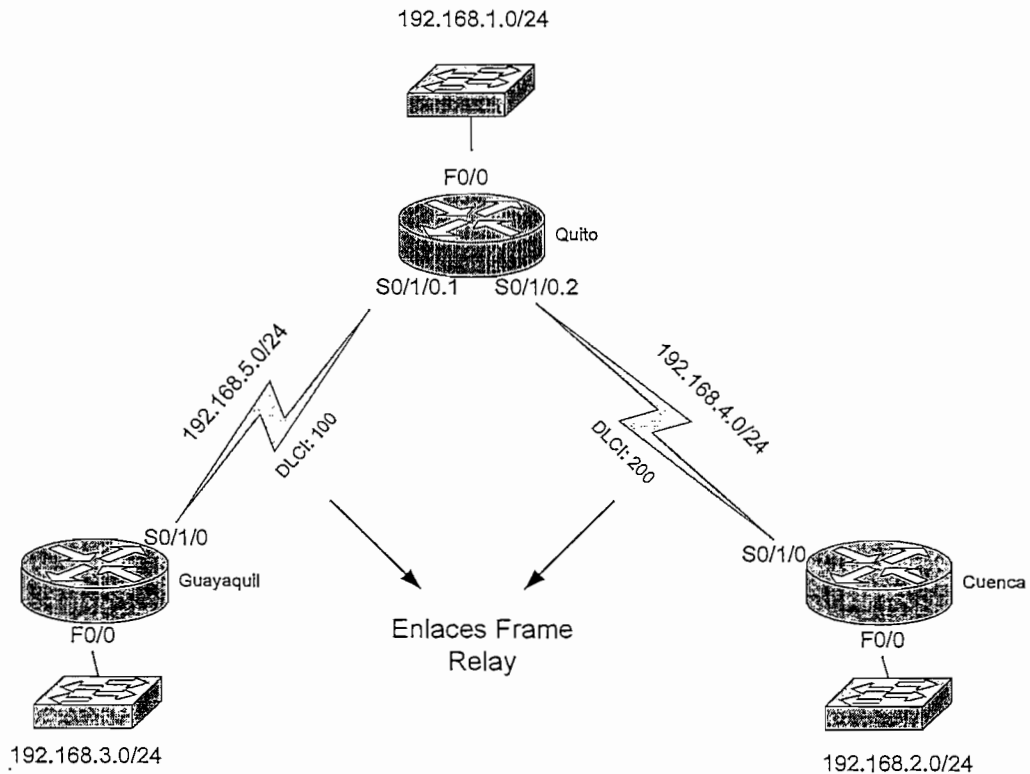 192.168.1.0/24
F0/0
Quito
S0/1/0.1
S0/1/0.2
192.168.5.0/24
DLCI: 100
192.168.4.0/24
DLCI: 200
S0/1/0
Guayaquil
F0/0
192.168.3.0/24
Enlaces Frame
Relay
S0/1/0
Cuenca
F0/0
192.168.2.0/24